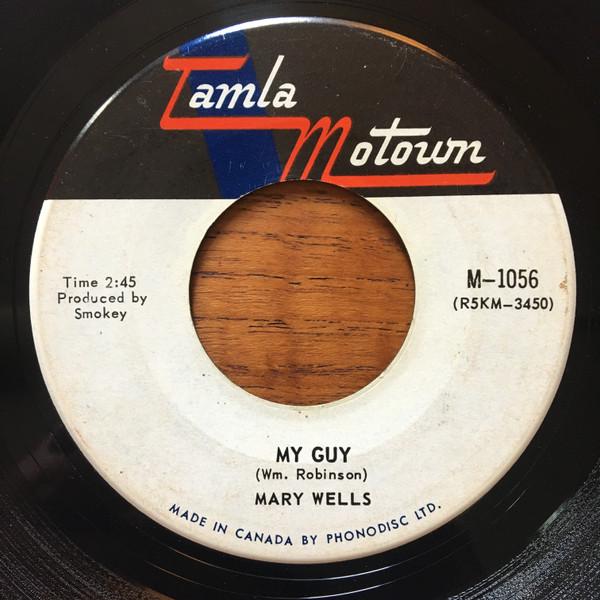 Tamla
Motown
Time 2:45
Produced by
Smokey
M-1056
(R5KM-3450)
MY GUY
(Wm. Robinson)
MARY WELLS
MADE IN CANADA BY PHONODISC LTD.